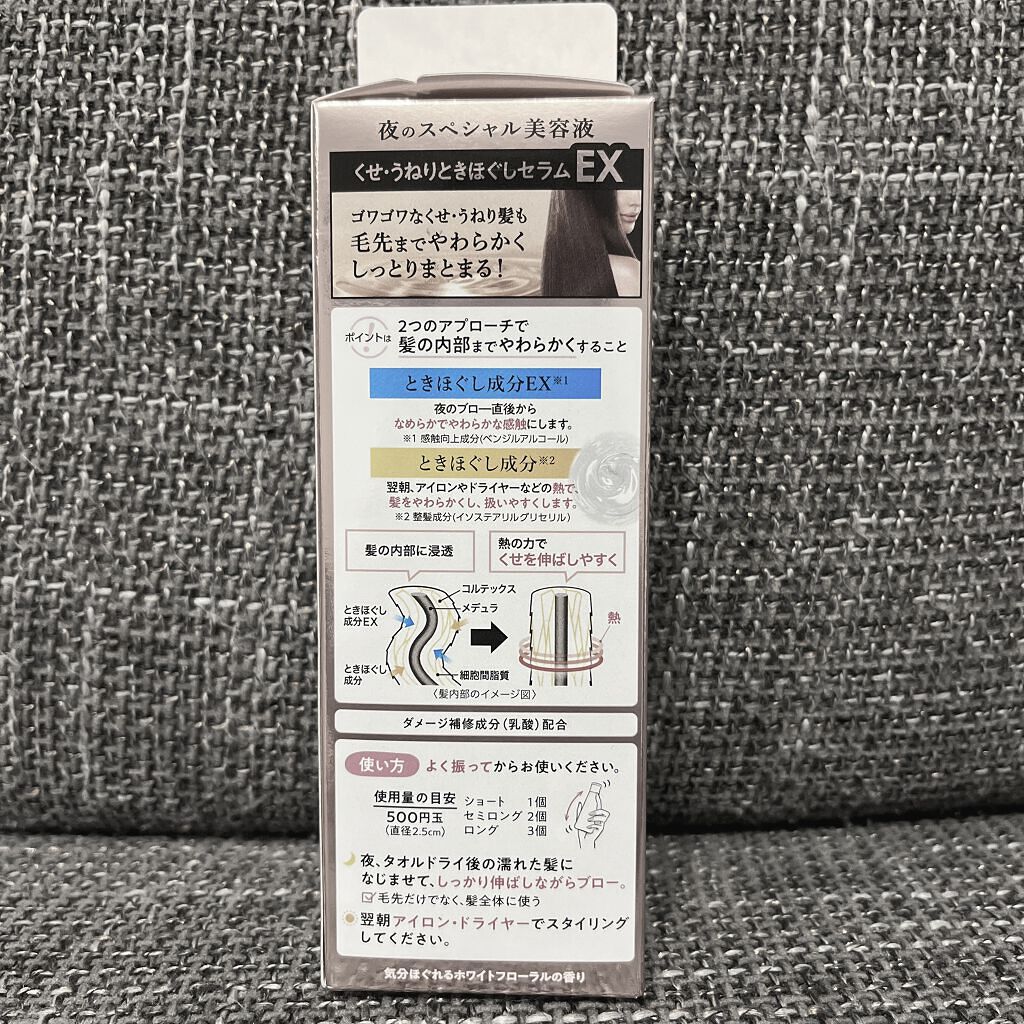 夜のスペシャル美容液
くせ・うねりときほぐしセラムEX
ゴワゴワなくせ・うねり髪も
毛先までやわらかく
しっとりまとまる!
ポイントは
2つのアプローチで
髪の内部までやわらかくすること
ときほぐし成分EX※1
夜のブロー直後から
なめらかでやわらかな感触にします。
※1 感触向上成分(ベンジルアルコール)
ときほぐし成分※2
翌朝、アイロンやドライヤーなどの熱で、
髪をやわらかくし、扱いやすくします。
※2 整髪成分(イソステアリルグリセリル)
髪の内部に浸透
熱の力で
くせを伸ばしやすく
コルテックス
メデュラ
ときほぐし
成分EX
熱
ときほぐし
成分
細胞間脂質
〈髪内部のイメージ図〉
ダメージ補修成分(乳酸)配合
使い方 よく振ってからお使いください。
使用量の目安
500円玉
(直径2.5cm)
ショート 1個
セミロング 2個
ロング 3個
夜、タオルドライ後の濡れた髪に
なじませて、しっかり伸ばしながらブロー。
毛先だけでなく、髪全体に使う
翌朝アイロン・ドライヤーでスタイリング
してください。
気分ほぐれるホワイトフローラルの香り